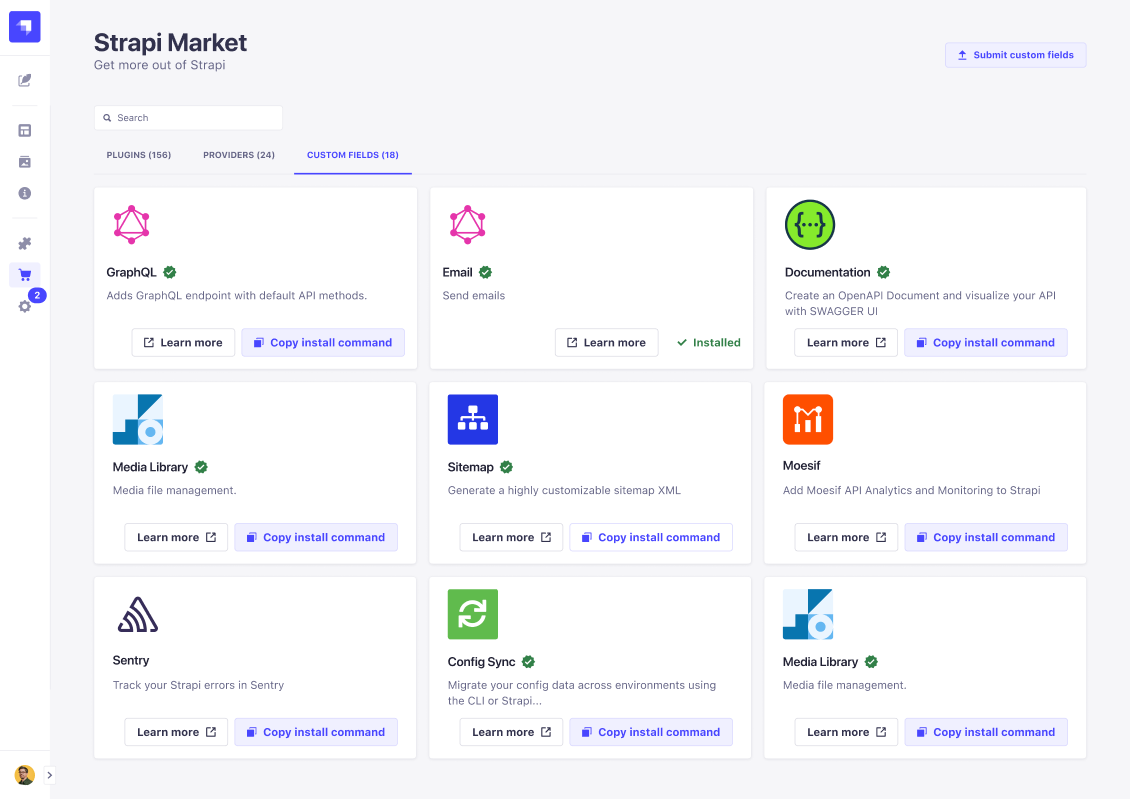 Strapi Market
Get more out of Strapi
Submit custom fields
Search
PLUGINS (156)
PROVIDERS (24)
CUSTOM FIELDS (18)
2
GraphQL
Adds GraphQL endpoint with default API methods.
Learn more
Copy install command
Email
Send emails
Learn more
Installed
Documentation
Create an OpenAPI Document and visualize your API
with SWAGGER UI
Learn more
Copy install command
Media Library
Media file management.
Learn more
Copy install command
Sitemap
Generate a highly customizable sitemap XML
Learn more
Copy install command
Moesif
Add Moesif API Analytics and Monitoring to Strapi
Learn more
Copy install command
Sentry
Track your Strapi errors in Sentry
Learn more
Copy install command
Config Sync
Migrate your config data across environments using
the CLI or Strapi...
Learn more
Copy install command
Media Library
Media file management.
Learn more
Copy install command